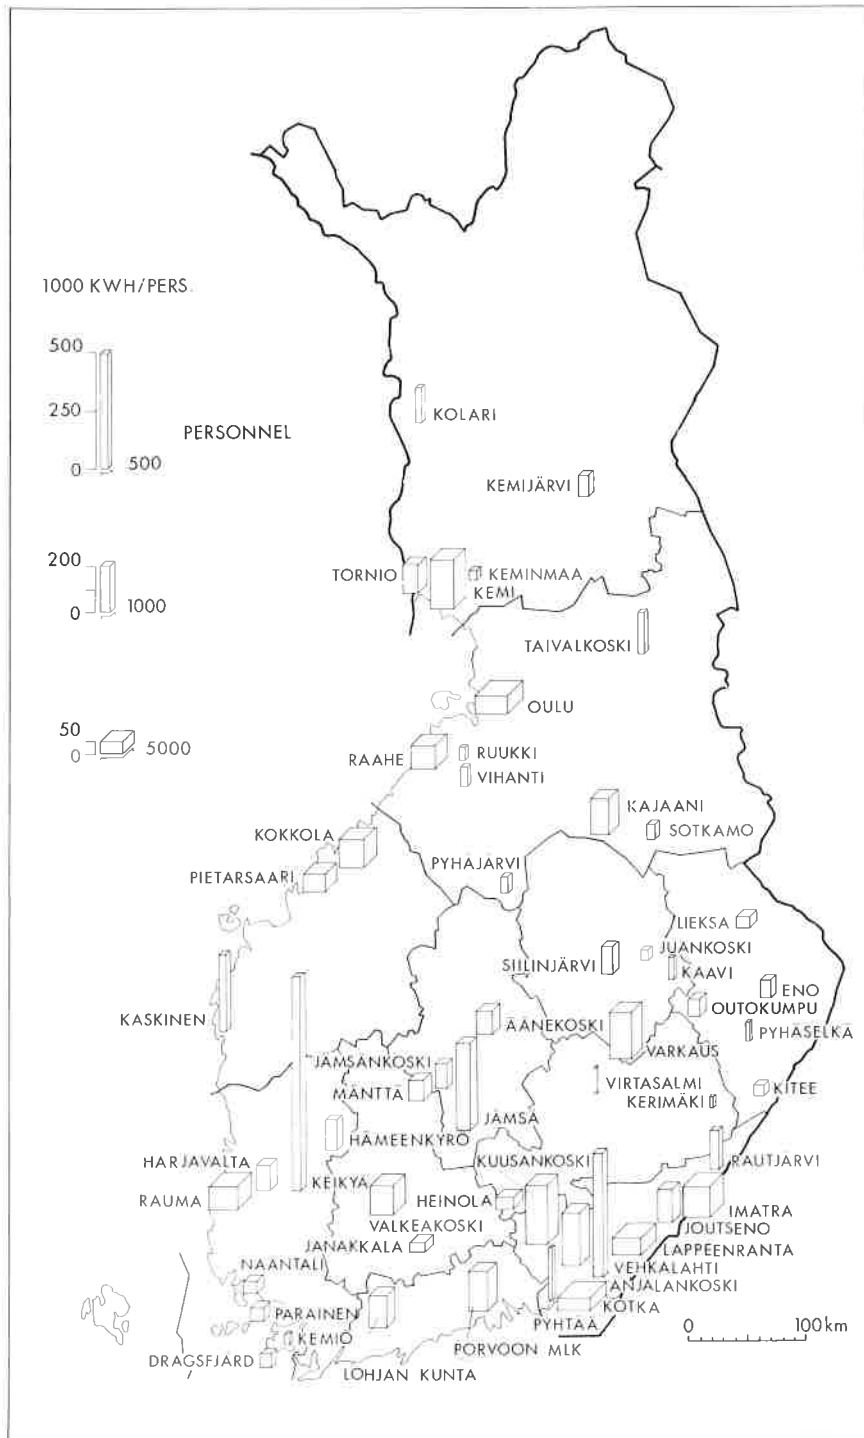 1000 KWH/PERS.
500
250
0
500
PERSONNEL
200
0
1000
50
0
5000
KOLARI
KEMIJÄRVI
TORNIO
KEMINMAA
KEMI
TAIVALKOSKI
OULU
RAAHE
RUUKKI
VIHANTI
KAJAANI
SOTKAMO
KOKKOLA
PIETARSAARI
PYHÄJÄRVI
LIEKSA
JUANKOSKI
SIILINJÄRVI
KAAVI
ENO
OUTOKUMPU
KASKINEN
ÄÄNEKOSKI
PYHÄSELKÄ
VARKAUS
JÄMSÄNKOSKI
MÄNTTÄ
VIRTASALMI
KERIMÄKI
KITEE
JÄMSÄ
HÄMEENKYRÖ
KUUSANKOSKI
RAUTJÄRVI
HARJAVALTA
KEIKYÄ
RAUMA
HEINOLA
VALKEAKOSKI
IMATRA
JOUTSENO
JANAKKALA
LAPPEENRANTA
NAANTALI
VEHKALAHTI
ANJALANKOSKI
PARAINEN
KOTKA
PYHTÄÄ
KEMIÖ
PORVOON MLK
DRAGSFJÄRD
LOHJAN KUNTA
0 100 km